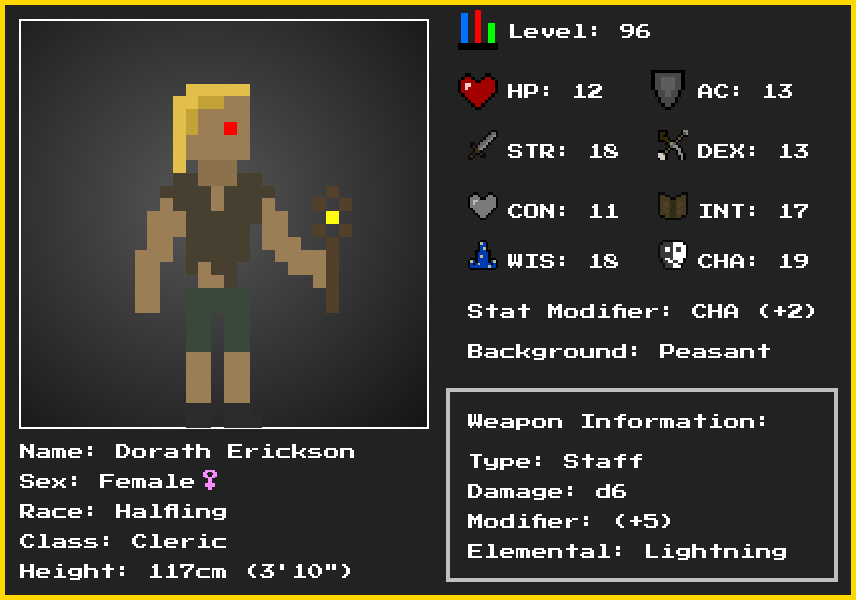 Level: 96
HP: 12
AC: 13
STR: 18
DEX: 13
CON: 11
INT: 17
WIS: 18
CHA: 19
Stat Modifier: CHA (+2)
Background: Peasant
Weapon Information:
Type: Staff
Damage: d6
Modifier: (+5)
Elemental: Lightning
Name: Dorath Erickson
Sex: Female♀
Race: Halfling
Class: Cleric
Height: 117cm (3'10")